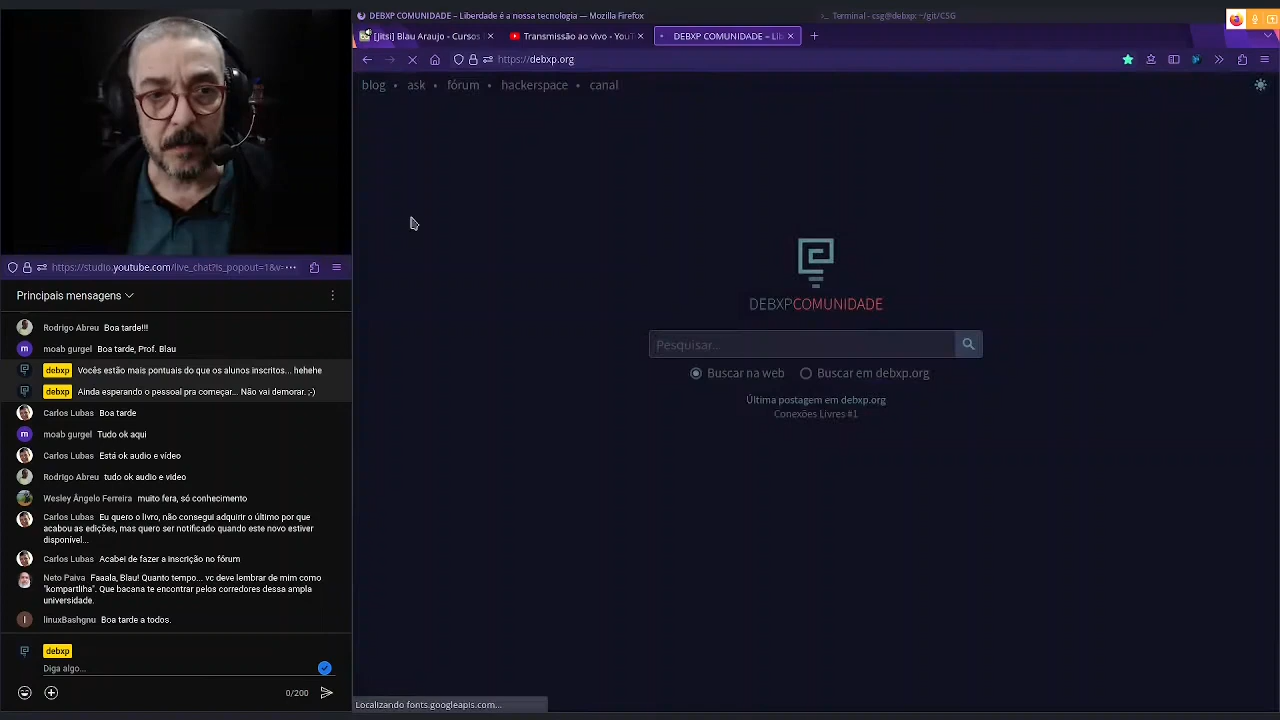 DEBXP COMUNIDADE – Liberdade é a nossa tecnologia — Mozilla Firefox
Terminal - csg@debxp: ~/git/CSG
[Jitsi] Blau Araujo - Cursos
Transmissão ao vivo - YouT
DEBXP COMUNIDADE – Lib
https://debxp.org
blog • ask • fórum • hackerspace • canal
DEBXPCOMUNIDADE
Pesquisar...
Buscar na web
Buscar em debxp.org
Última postagem em debxp.org
Conexões Livres #1
https://studio.youtube.com/live_chat?is_popout=1&v=
Principais mensagens
Rodrigo Abreu Boa tarde!!!
moab gurgel Boa tarde, Prof. Blau
debxp Vocês estão mais pontuais do que os alunos inscritos... hehehe
debxp Ainda esperando o pessoal pra começar... Não vai demorar. ;-)
Carlos Lubas Boa tarde
moab gurgel Tudo ok aqui
Carlos Lubas Está ok audio e vídeo
Rodrigo Abreu tudo ok audio e video
Wesley Ângelo Ferreira muito fera, só conhecimento
Carlos Lubas Eu quero o livro, não consegui adquirir o último por que
acabou as edições, mas quero ser notificado quando este novo estiver
disponível...
Carlos Lubas Acabei de fazer a inscrição no fórum
Neto Paiva Faaala, Blau! Quanto tempo... vc deve lembrar de mim como
"kompartlha". Que bacana te encontrar pelos corredores dessa ampla
universidade.
linuxBashgnu Boa tarde a todos.
debxp
Diga algo...
0/200
Localizando fonts.googleapis.com...